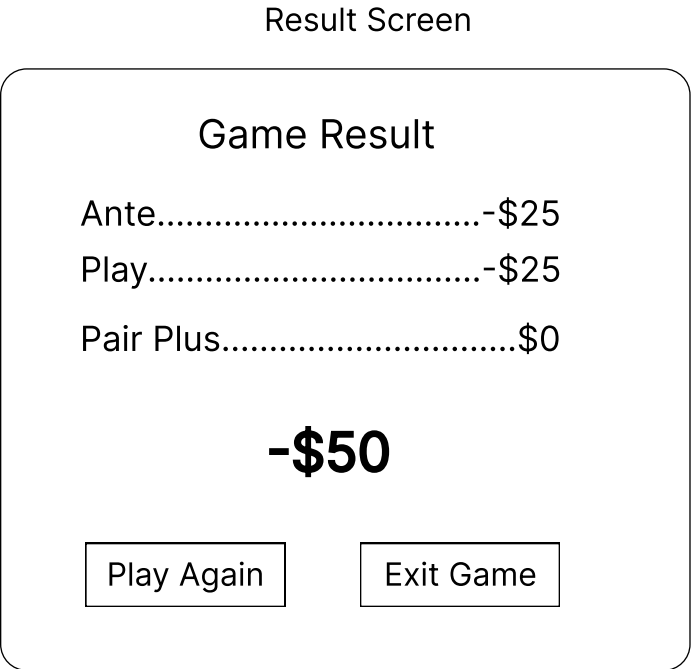 Result Screen
Game Result
Ante..................................-$25
Play...................................-$25
Pair Plus...............................$0
-$50
Play Again
Exit Game